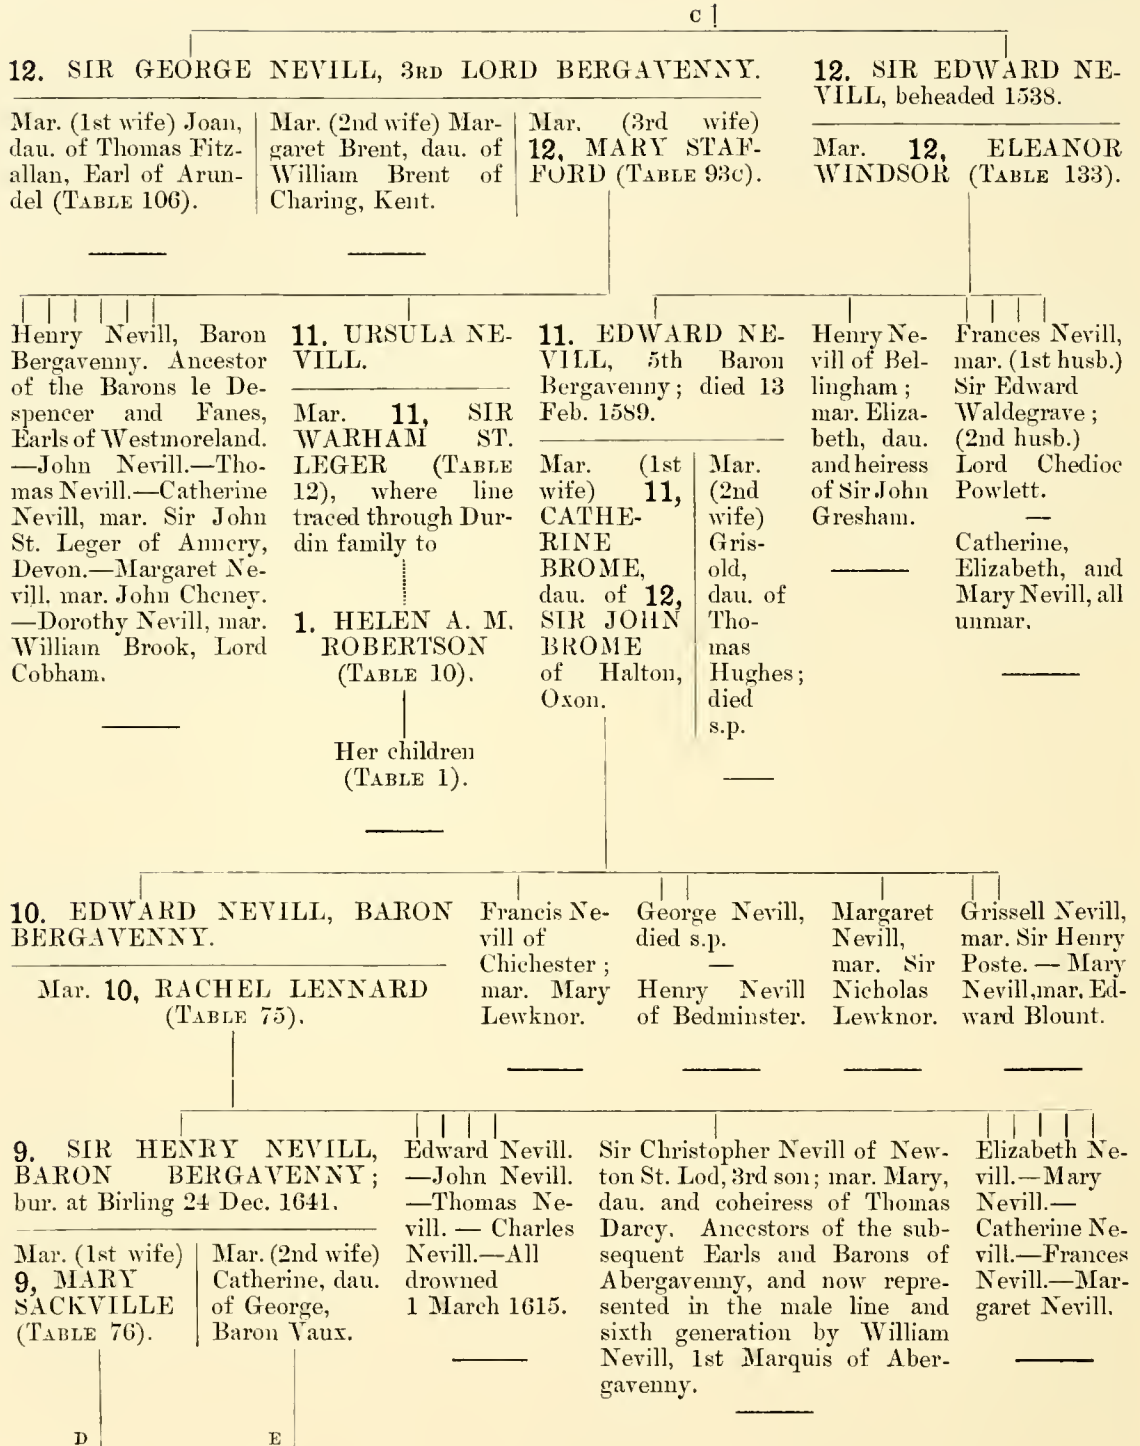 C
12. SIR GEORGE NEVILL, 3RD LORD BERGAVENNY.
Mar. (1st wife) Joan,
dau. of Thomas Fitz-
allan, Earl of Arun-
del (TABLE 106).
Mar. (2nd wife) Mar-
garet Brent, dau. of
William Brent of
Charing, Kent.
Mar. (3rd wife)
12, MARY STAF-
FORD (TABLE 93c).
12. SIR EDWARD NE-
VILL, beheaded 1538.
Mar. 12, ELEANOR
WINDSOR (TABLE 133).
Henry Nevill, Baron
Bergavenny. Ancestor
of the Barons le De-
spencer and Fanes,
Earls of Westmoreland.
—John Nevill.—Tho-
mas Nevill.—Catherine
Nevill, mar. Sir John
St. Leger of Annery,
Devon.—Margaret Ne-
vill. mar. John Cheney.
—Dorothy Nevill, mar.
William Brook, Lord
Cobham.
11. URSULA NE-
VILL.
Mar. 11, SIR
WARHAM ST.
LEGER (TABLE
12), where line
traced through Dur-
din family to
1. HELEN A. M.
ROBERTSON
(TABLE 10).
Her children
(TABLE 1).
11. EDWARD NE-
VILL, 5th Baron
Bergavenny; died 13
Feb. 1589.
Mar. (1st
wife) 11,
CATHE-
RINE
BROME,
dau. of 12,
SIR JOHN
BROME
of Halton,
Oxon.
Mar.
(2nd
wife)
Gris-
old,
dau. of
Tho-
mas
Hughes;
died
s.p.
Henry Ne-
vill of Bel-
lingham;
mar. Eliza-
beth, dau.
and heiress
of Sir John
Gresham.
Frances Nevill,
mar. (1st husb.)
Sir Edward
Waldegrave;
(2nd husb.)
Lord Chedioc
Powlett.
—
Catherine,
Elizabeth, and
Mary Nevill, all
unmar.
10. EDWARD NEVILL, BARON
BERGAVENNY.
Mar. 10, RACHEL LENNARD
(TABLE 75).
Francis Ne-
vill of
Chichester;
mar. Mary
Lewknor.
George Nevill,
died s.p.
—
Henry Nevill
of Bedminster.
Margaret
Nevill,
mar. Sir
Nicholas
Lewknor.
Grissell Nevill,
mar. Sir Henry
Poste. — Mary
Nevill, mar. Ed-
ward Blount.
9. SIR HENRY NEVILL,
BARON BERGAVENNY;
bur. at Birling 24 Dec. 1641.
Mar. (1st wife)
9, MARY
SACKVILLE
(TABLE 76).
Mar. (2nd wife)
Catherine, dau.
of George,
Baron Vaux.
Edward Nevill.
—John Nevill.
—Thomas Ne-
vill. — Charles
Nevill.—All
drowned
1 March 1615.
Sir Christopher Nevill of New-
ton St. Lod, 3rd son; mar. Mary,
dau. and coheiress of Thomas
Darcy. Ancestors of the sub-
sequent Earls and Barons of
Abergavenny, and now repre-
sented in the male line and
sixth generation by William
Nevill, 1st Marquis of Aber-
gavenny.
Elizabeth Ne-
vill.—Mary
Nevill.—
Catherine Ne-
vill.—Frances
Nevill.—Mar-
garet Nevill.
D
E